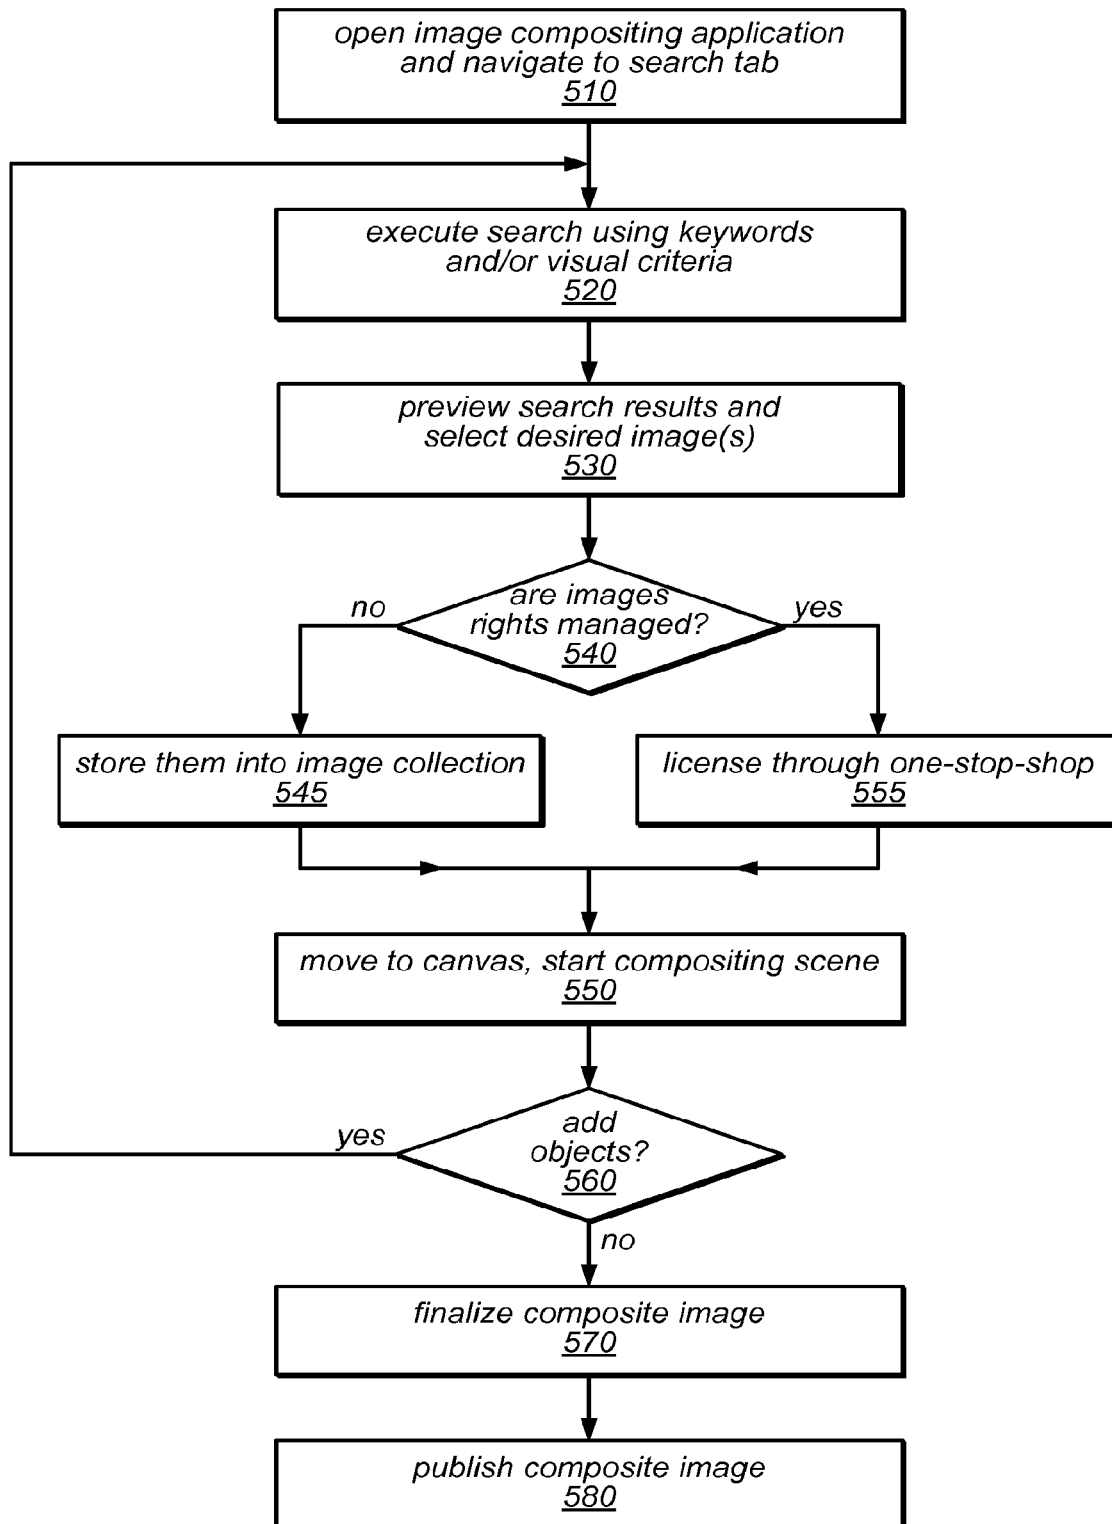 open image compositing application
and navigate to search tab
510
execute search using keywords
and/or visual criteria
520
preview search results and
select desired image(s)
530
are images
rights managed?
540
no
yes
store them into image collection
545
license through one-stop-shop
555
move to canvas, start compositing scene
550
add
objects?
560
yes
no
finalize composite image
570
publish composite image
580